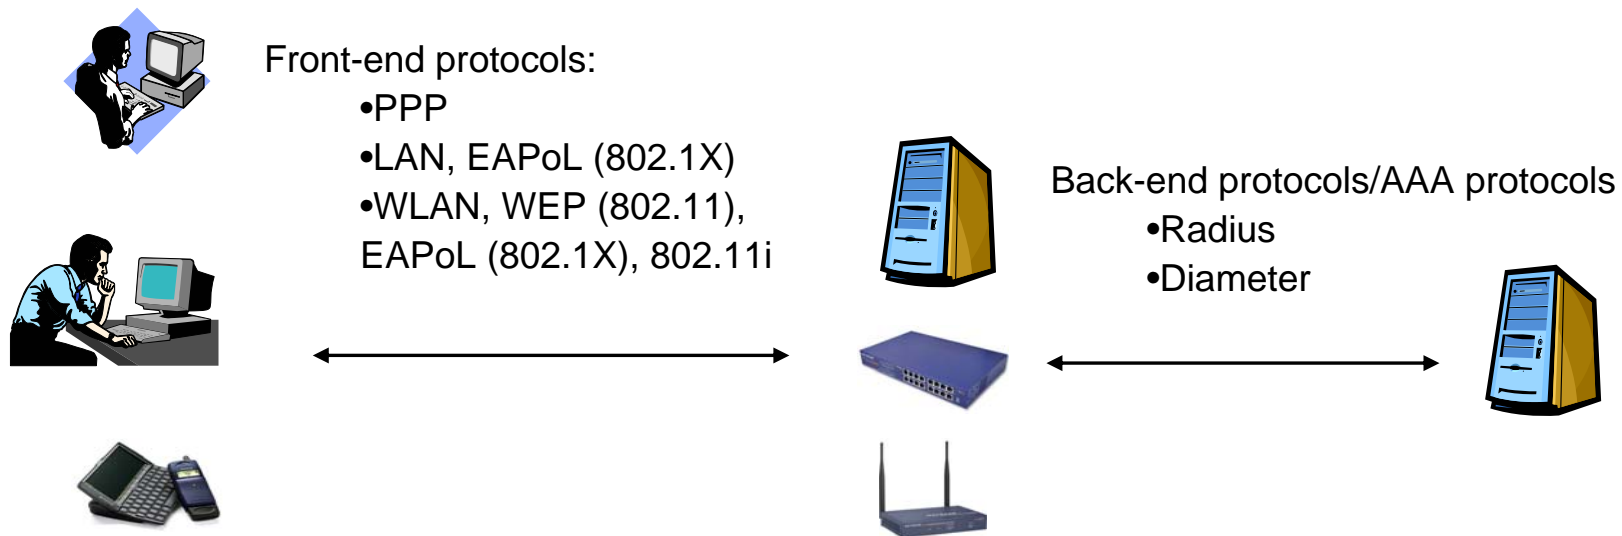 Front-end protocols:
•PPP
•LAN, EAPoL (802.1X)
•WLAN, WEP (802.11),
EAPoL (802.1X), 802.11i
Back-end protocols/AAA protocols
•Radius
•Diameter